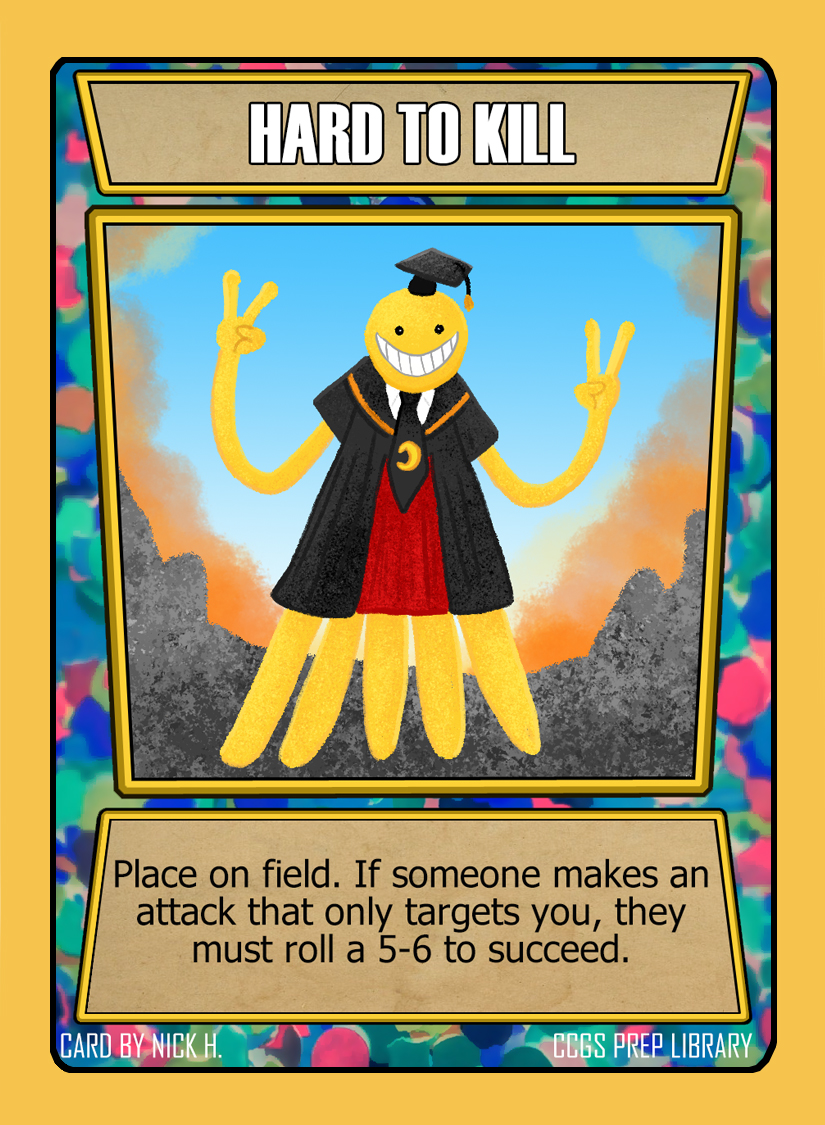 HARD TO KILL
Place on field. If someone makes an
attack that only targets you, they
must roll a 5-6 to succeed.
CARD BY NICK H.
CCGS PREP LIBRARY